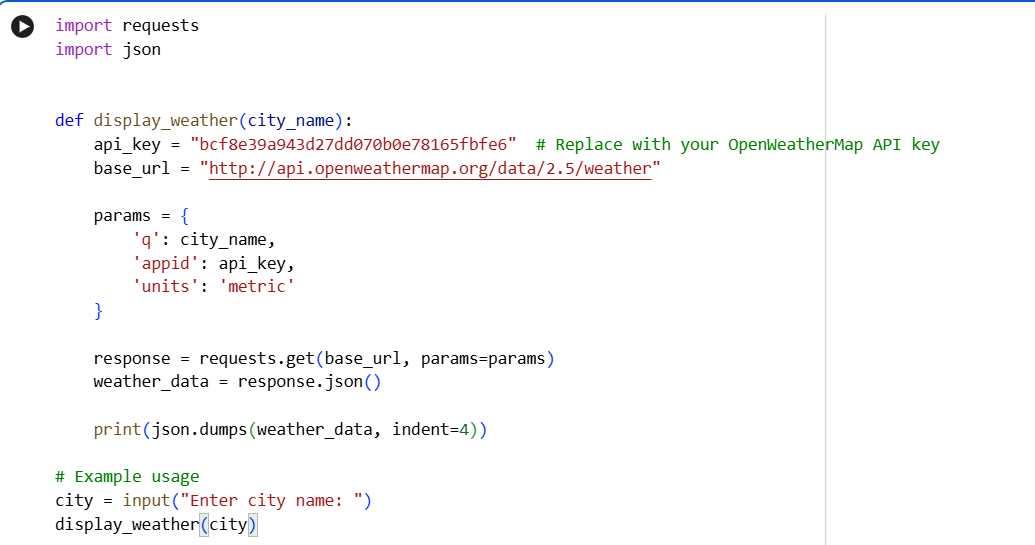 import requests
import json
def display_weather(city_name):
    api_key = "bcf8e39a943d27dd070b0e78165fbfe6"  # Replace with your OpenWeatherMap API key
    base_url = "http://api.openweathermap.org/data/2.5/weather"
    params = {
        'q': city_name,
        'appid': api_key,
        'units': 'metric'
    }
    response = requests.get(base_url, params=params)
    weather_data = response.json()
    print(json.dumps(weather_data, indent=4))
# Example usage
city = input("Enter city name: ")
display_weather(city)